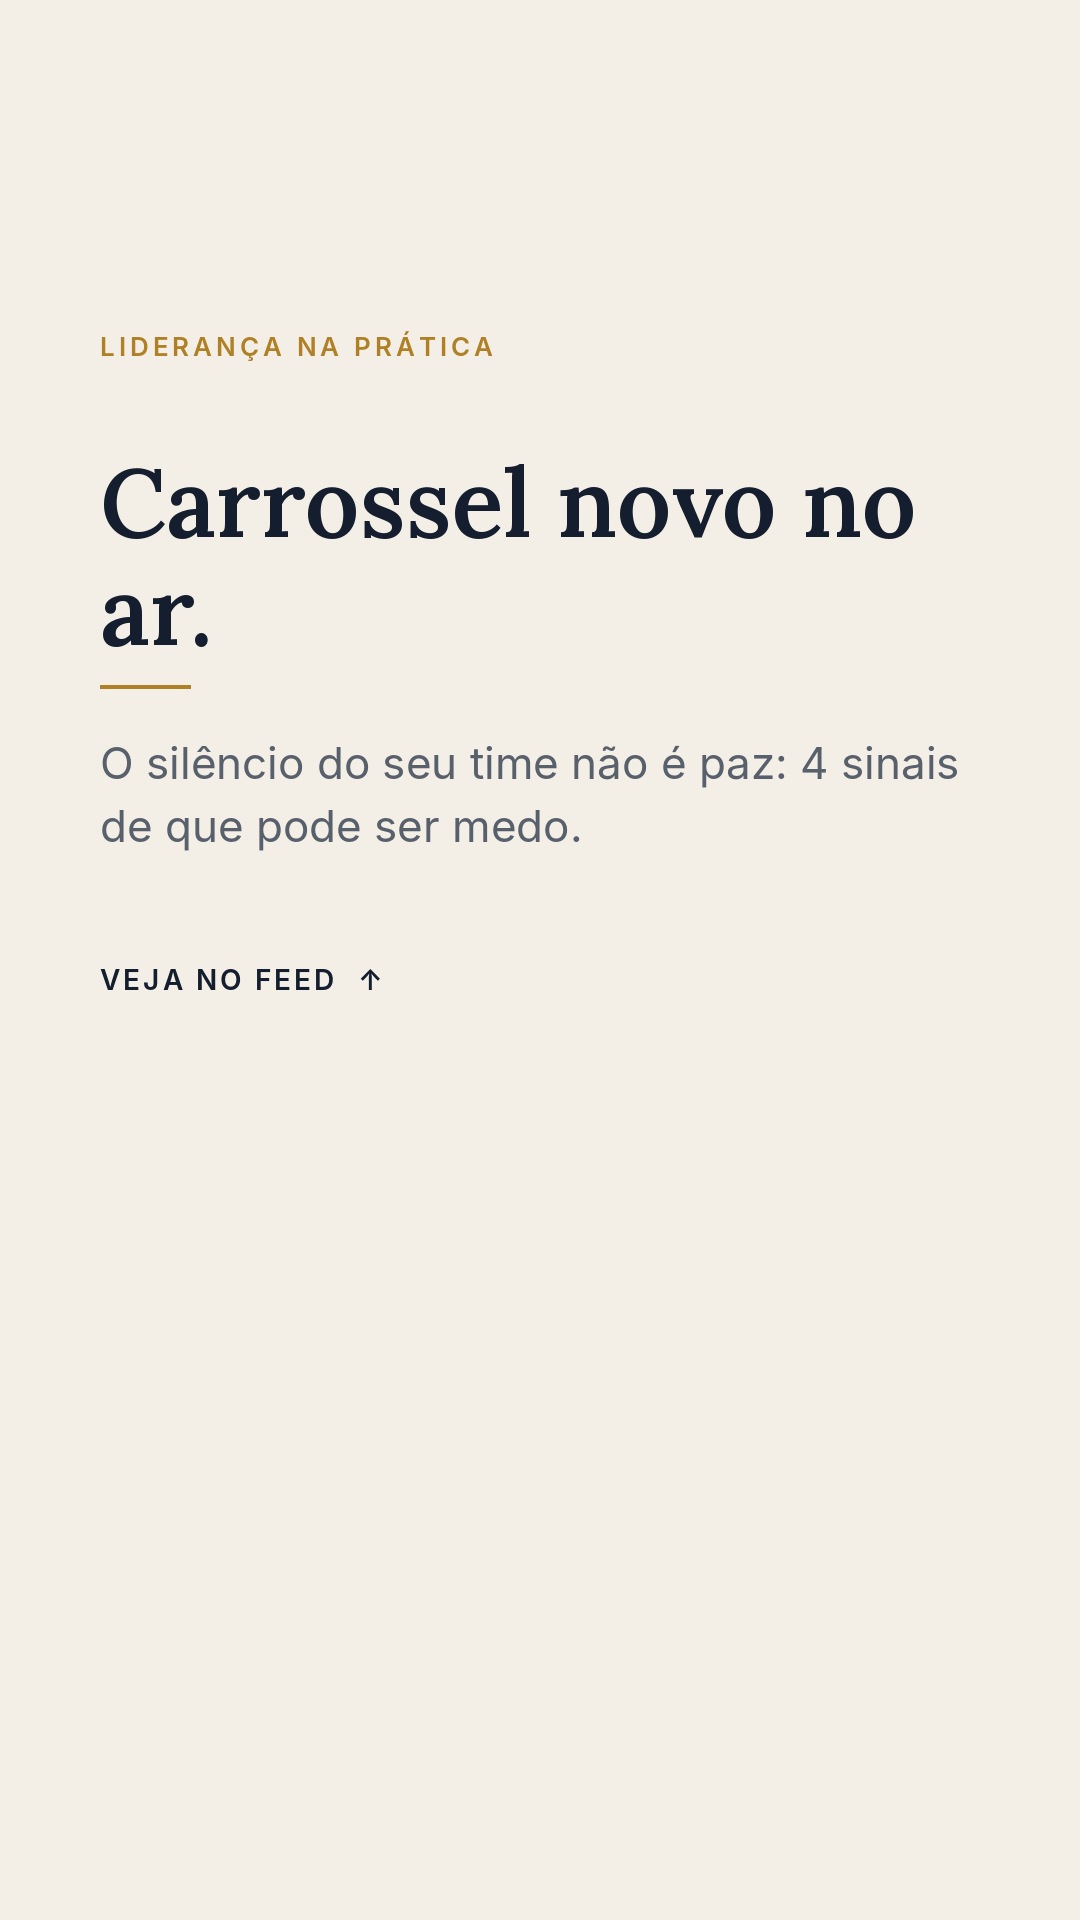 LIDERANÇA NA PRÁTICA
Carrossel novo no
ar.
O silêncio do seu time não é paz: 4 sinais
de que pode ser medo.
VEJA NO FEED ↑